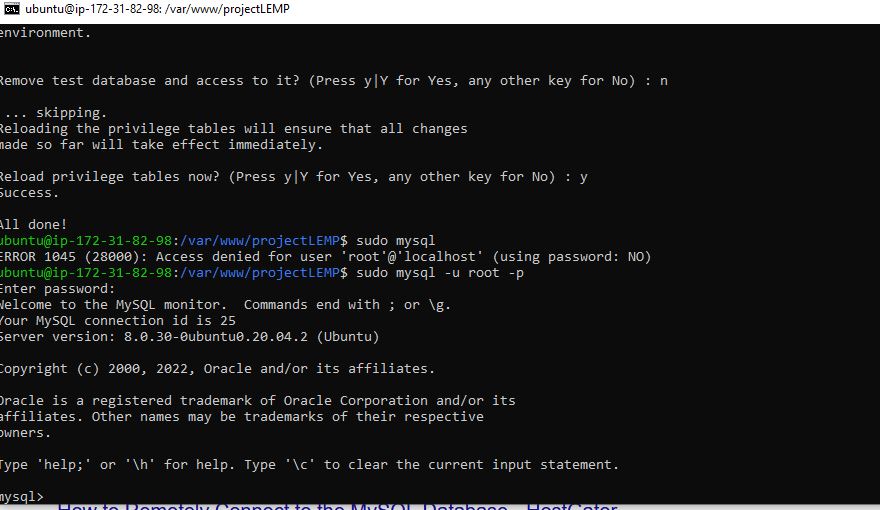 ubuntu@ip-172-31-82-98: /var/www/projectLEMP
environment.
Remove test database and access to it? (Press y|Y for Yes, any other key for No) : n
... skipping.
Reloading the privilege tables will ensure that all changes
made so far will take effect immediately.
Reload privilege tables now? (Press y|Y for Yes, any other key for No) : y
Success.
All done!
ubuntu@ip-172-31-82-98:/var/www/projectLEMP$ sudo mysql
ERROR 1045 (28000): Access denied for user 'root'@'localhost' (using password: NO)
ubuntu@ip-172-31-82-98:/var/www/projectLEMP$ sudo mysql -u root -p
Enter password:
Welcome to the MySQL monitor.  Commands end with ; or \g.
Your MySQL connection id is 25
Server version: 8.0.30-0ubuntu0.20.04.2 (Ubuntu)
Copyright (c) 2000, 2022, Oracle and/or its affiliates.
Oracle is a registered trademark of Oracle Corporation and/or its
affiliates. Other names may be trademarks of their respective
owners.
Type 'help;' or '\h' for help. Type '\c' to clear the current input statement.
mysql>
How to Remotely Connect to the MySQL Database - HostGator